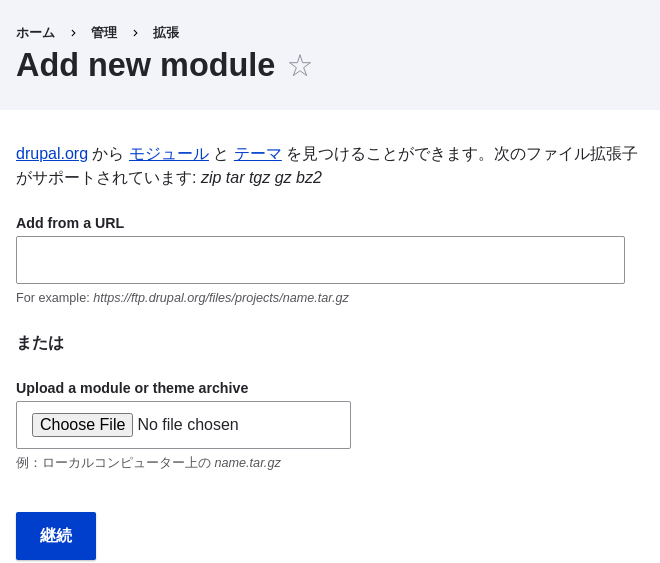 ホーム › 管理 › 拡張
Add new module ☆
drupal.org から モジュール と テーマ を見つけることができます。次のファイル拡張子
がサポートされています: zip tar tgz gz bz2
Add from a URL
For example: https://ftp.drupal.org/files/projects/name.tar.gz
または
Upload a module or theme archive
Choose File No file chosen
例：ローカルコンピューター上の name.tar.gz
継続